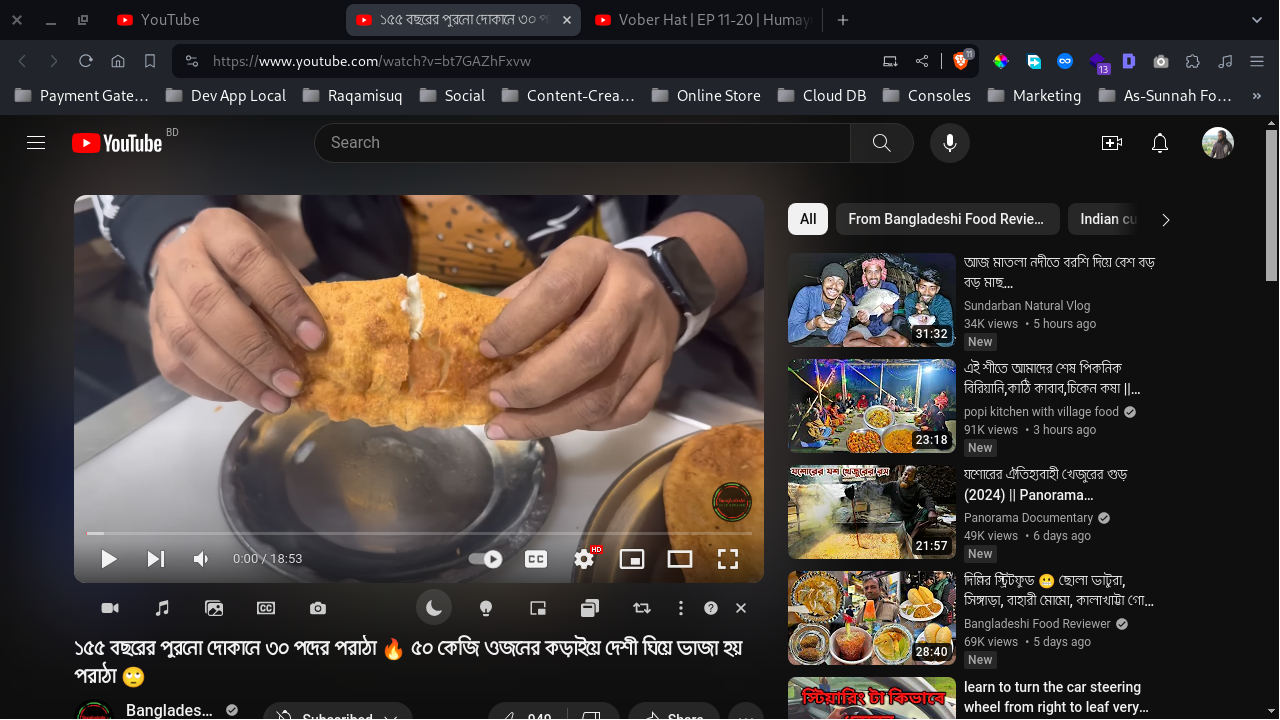 YouTube
১৫৫ বছরের পুরনো দোকানে ৩০
Vober Hat | EP 11-20 | Humay
https://www.youtube.com/watch?v=bt7GAZhFxvw
11
13
Payment Gate…
Dev App Local
Raqamisuq
Social
Content-Crea…
Online Store
Cloud DB
Consoles
Marketing
As-Sunnah Fo…
YouTube
BD
Search
0:00 / 18:53
CC
HD
১৫৫ বছরের পুরনো দোকানে ৩০ পদের পরাঠা 🔥 ৫০ কেজি ওজনের কড়াইয়ে দেশী ঘিয়ে ভাজা হয়
পরাঠা 🙄
Banglades…
Subscribed
949
Share
All
From Bangladeshi Food Revie…
Indian cu
31:32
আজ মাতলা নদীতে বরশি দিয়ে বেশ বড়
বড় মাছ…
Sundarban Natural Vlog
34K views • 5 hours ago
New
23:18
এই শীতে আমাদের শেষ পিকনিক
বিরিয়ানি,কাঠি কাবাব,চিকেন কষা ||…
popi kitchen with village food
91K views • 3 hours ago
New
যশোরের যশ খেজুরের রস
21:57
যশোরের ঐতিহ্যবাহী খেজুরের গুড়
(2024) || Panorama…
Panorama Documentary
49K views • 6 days ago
New
28:40
দিল্লির স্ট্রিটফুড 😬 ছোলা ভাটুরা,
সিঙ্গাড়া, বাহারী মোমো, কালাখাট্টা গো…
Bangladeshi Food Reviewer
69K views • 5 days ago
New
স্টিয়ারিং টা কিভাবে
learn to turn the car steering
wheel from right to leaf very…